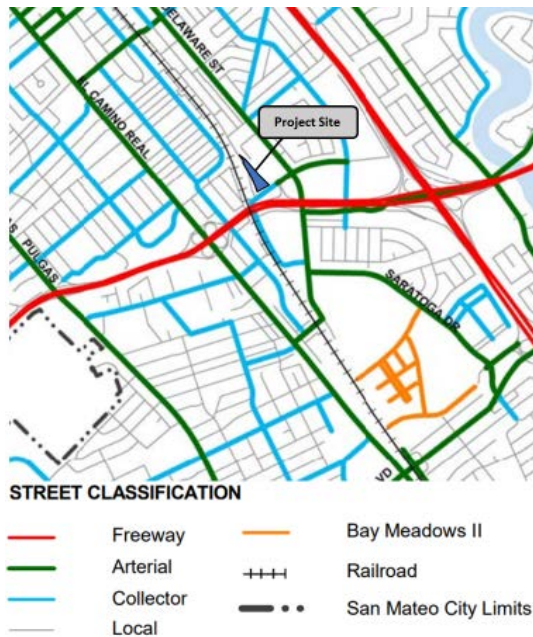 DELAWARE ST
EL CAMINO REAL
Project Site
PULGAS
SARATOGA DR
VD
STREET CLASSIFICATION
Freeway
Bay Meadows II
Arterial
Railroad
Collector
San Mateo City Limits
Local